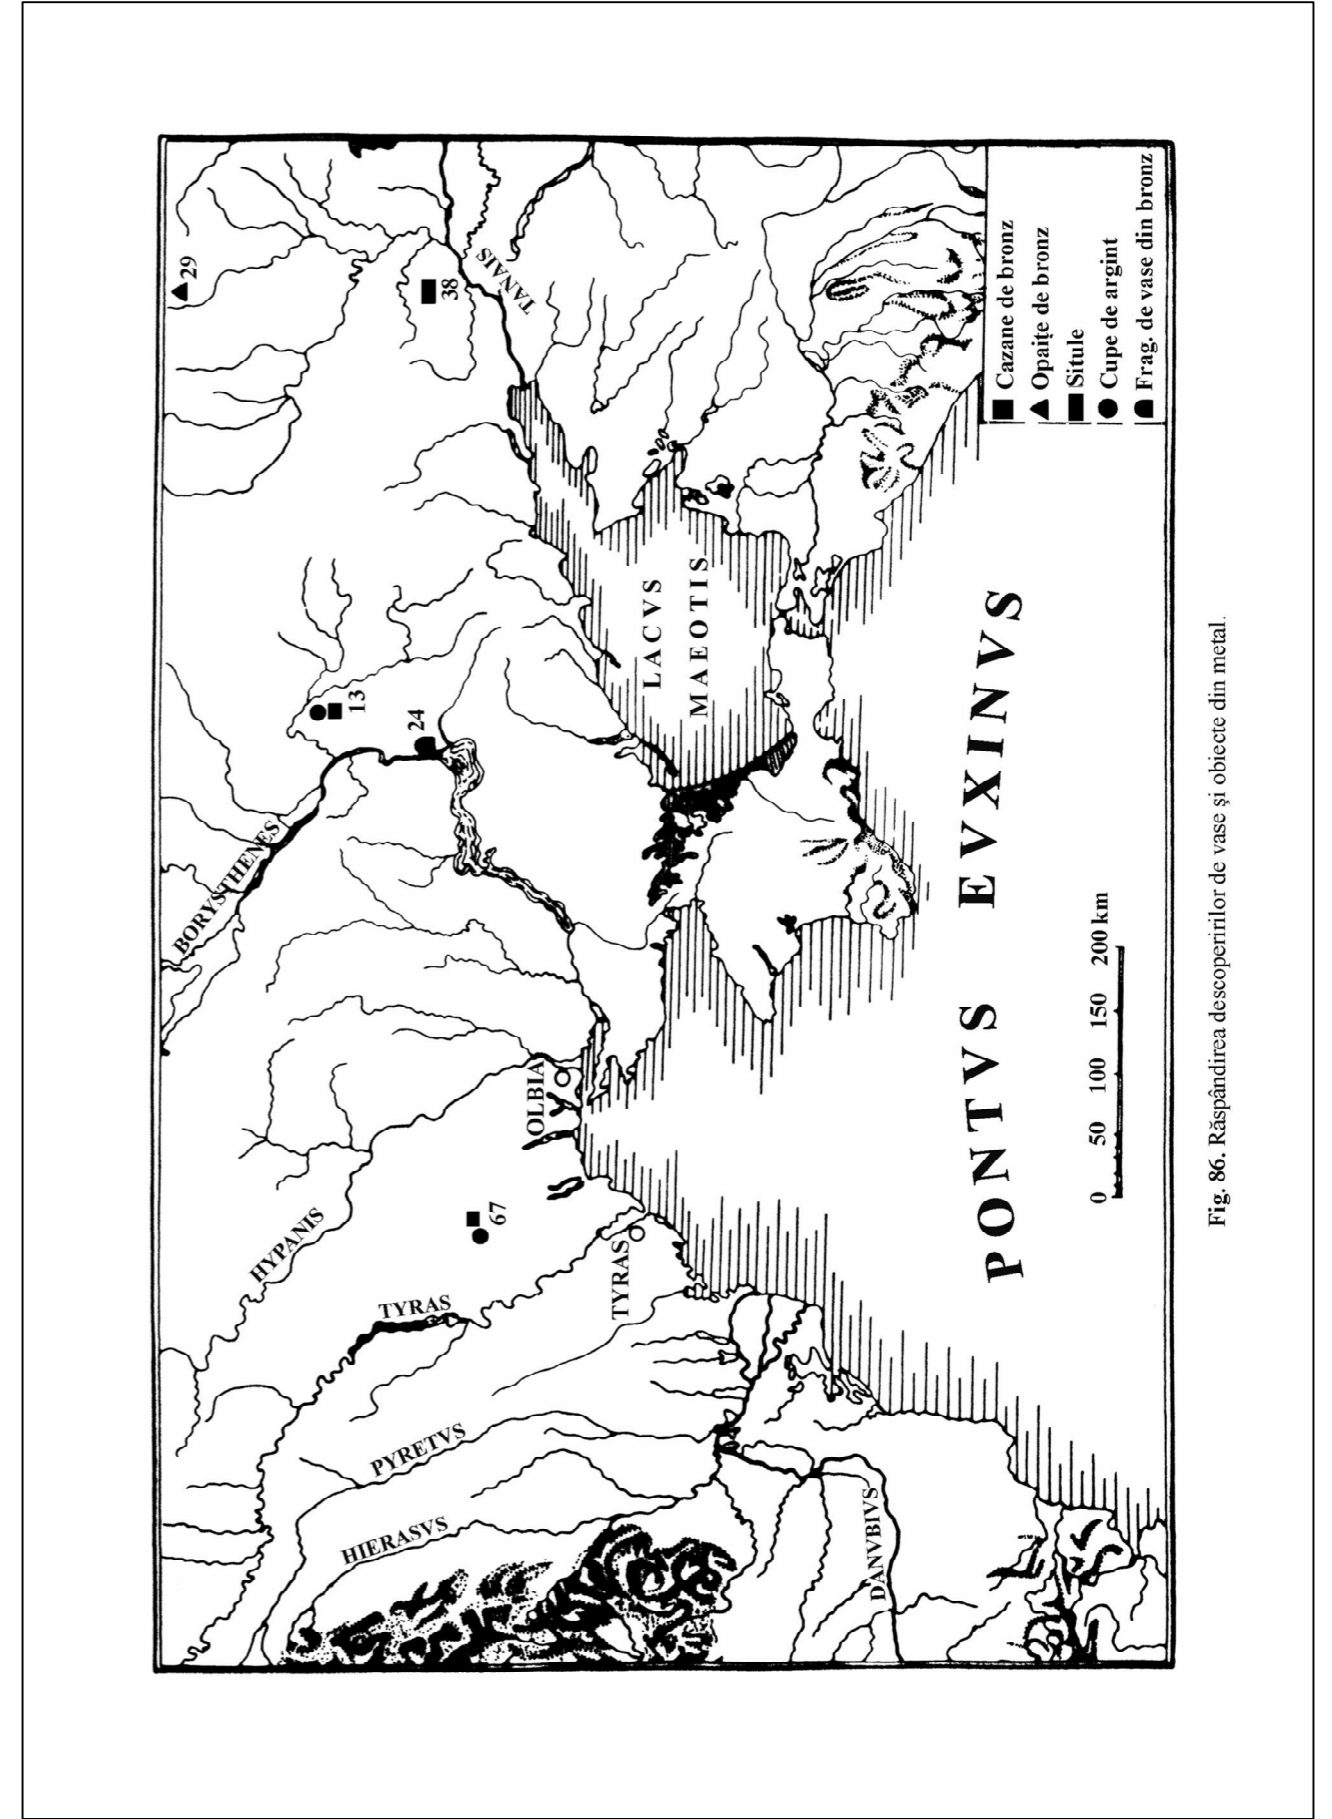 29
38
TANAIS
13
24
BORYSTHENES
LACVS
MAEOTIS
OLBIA
67
HYPANIS
TYRAS
TYRAS
PYRETVS
HIERASVS
DANVBIVS
PONTVS EVXINVS
0 50 100 150 200 km
Cazane de bronz
Opaițe de bronz
Situle
Cupe de argint
Frag. de vase din bronz
Fig. 86. Răspândirea descoperirilor de vase și obiecte din metal.